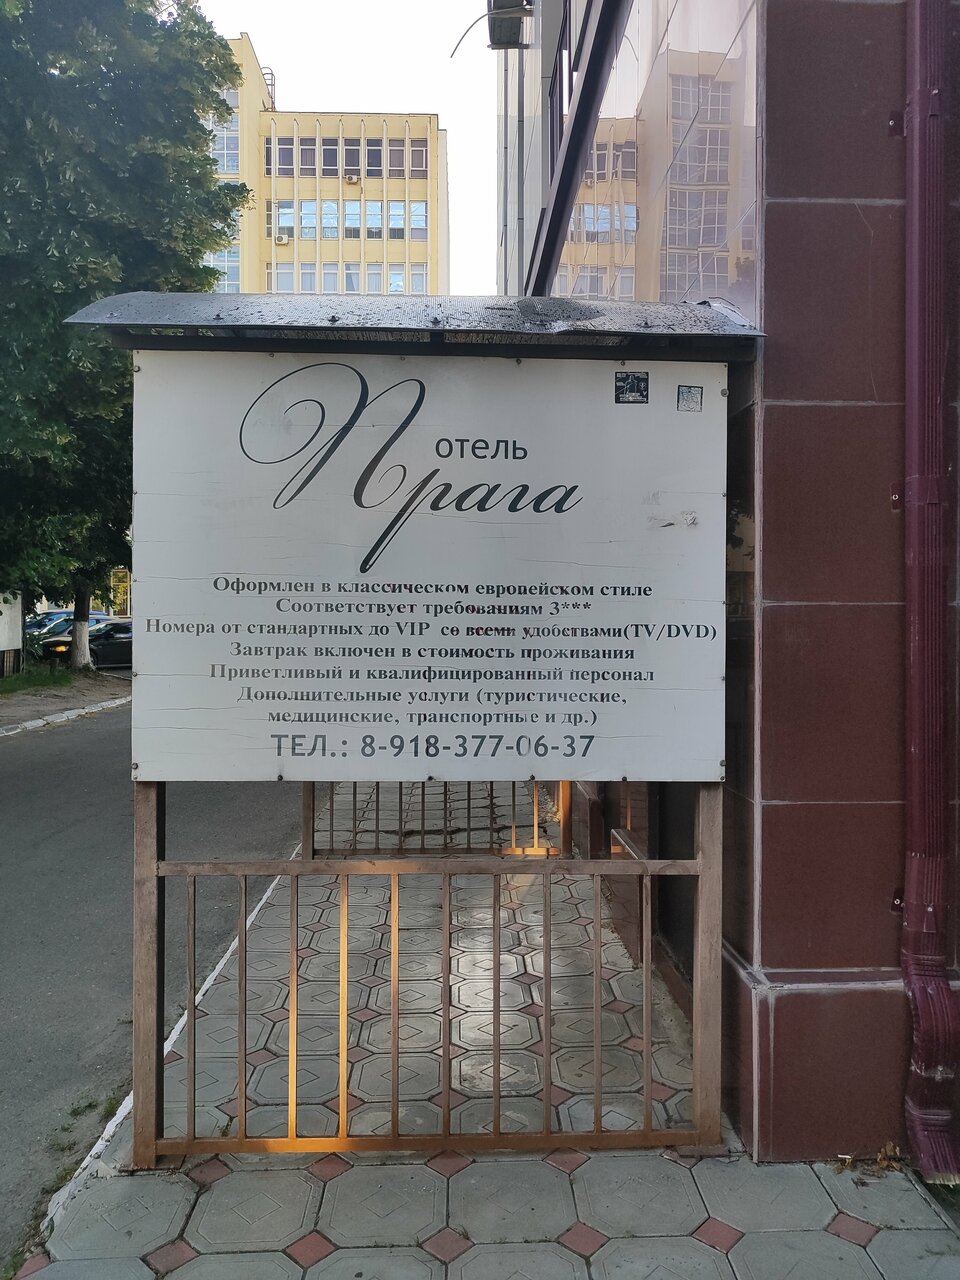 отель
Прага
Оформлен в классическом европейском стиле
Соответствует требованиям 3***
Номера от стандартных до VIP со всеми удобствами(TV/DVD)
Завтрак включен в стоимость проживания
Приветливый и квалифицированный персонал
Дополнительные услуги (туристические,
медицинские, транспортные и др.)
ТЕЛ.: 8-918-377-06-37